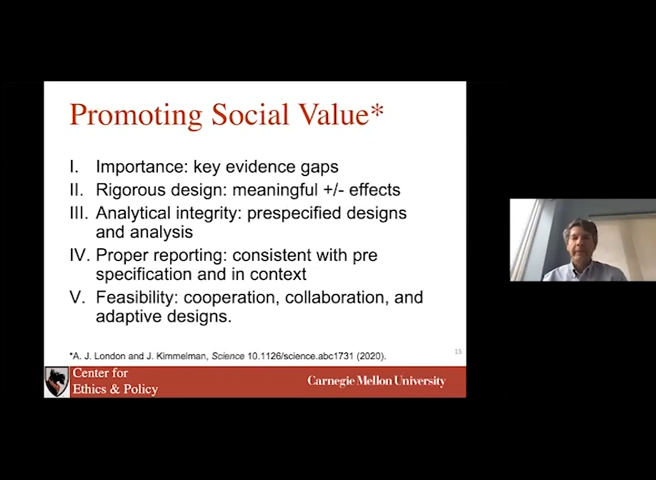 Promoting Social Value*
I. Importance: key evidence gaps
II. Rigorous design: meaningful +/- effects
III. Analytical integrity: prespecified designs
and analysis
IV. Proper reporting: consistent with pre
specification and in context
V. Feasibility: cooperation, collaboration, and
adaptive designs.
*A. J. London and J. Kimmelman, Science 10.1126/science.abc1731 (2020).
15
Center for
Ethics & Policy
Carnegie Mellon University